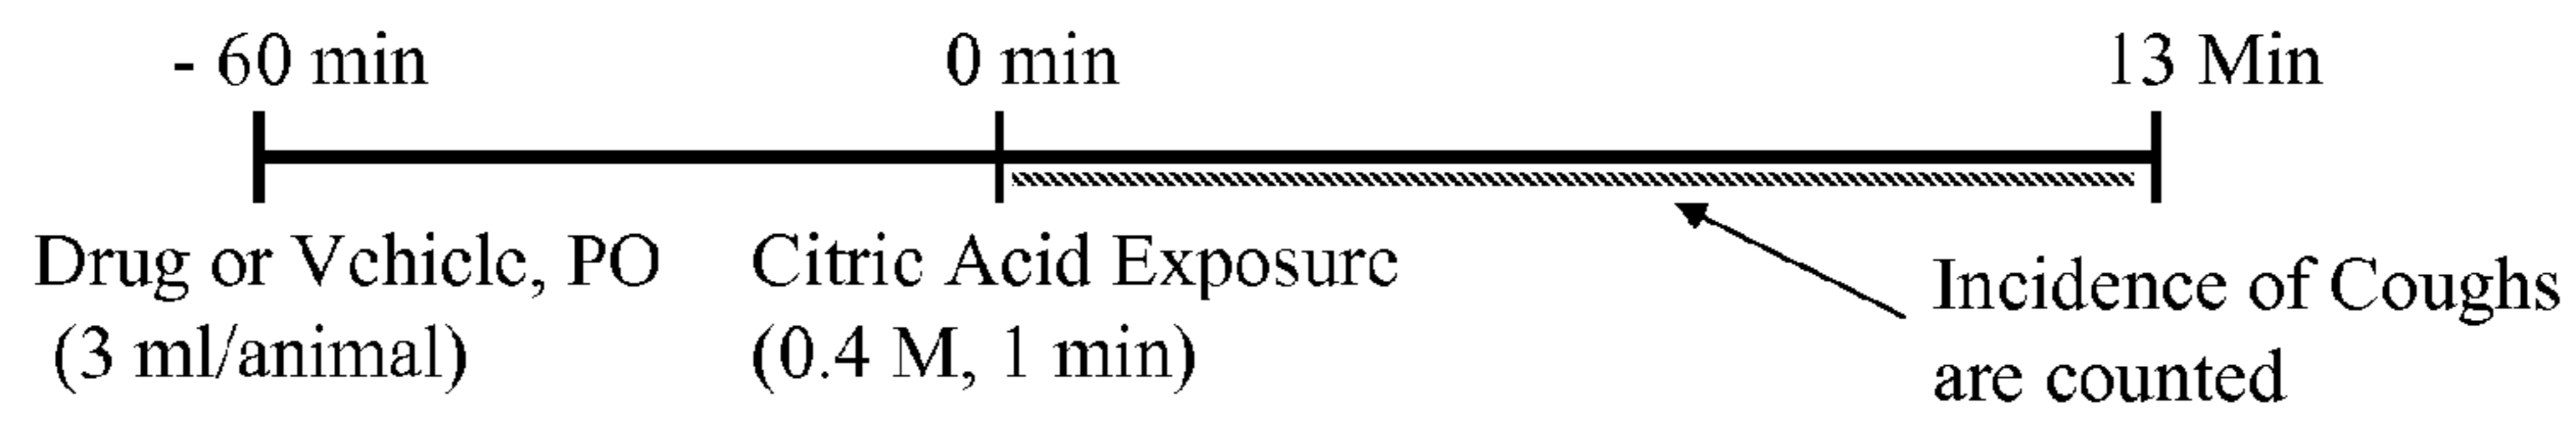 - 60 min
0 min
13 Min
Drug or Vehicle, PO
(3 ml/animal)
Citric Acid Exposure
(0.4 M, 1 min)
Incidence of Coughs
are counted